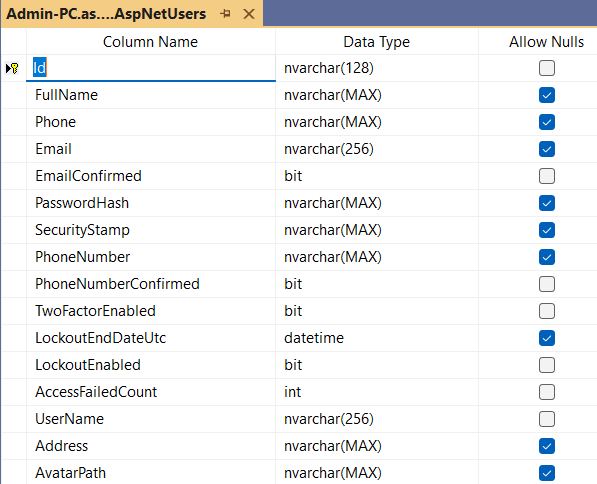 Admin-PC.as....AspNetUsers
Column Name Data Type Allow Nulls
Id nvarchar(128)
FullName nvarchar(MAX)
Phone nvarchar(MAX)
Email nvarchar(256)
EmailConfirmed bit
PasswordHash nvarchar(MAX)
SecurityStamp nvarchar(MAX)
PhoneNumber nvarchar(MAX)
PhoneNumberConfirmed bit
TwoFactorEnabled bit
LockoutEndDateUtc datetime
LockoutEnabled bit
AccessFailedCount int
UserName nvarchar(256)
Address nvarchar(MAX)
AvatarPath nvarchar(MAX)